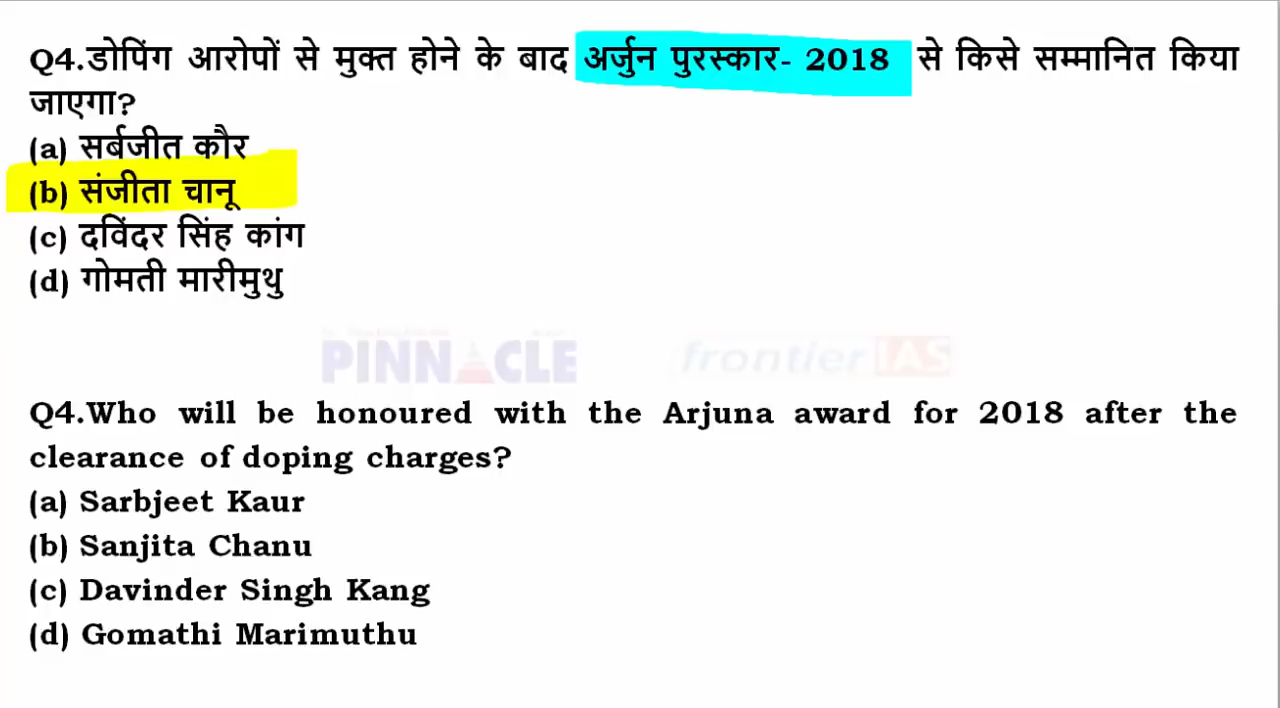 Q4.डोपिंग आरोपों से मुक्त होने के बाद अर्जुन पुरस्कार- 2018 से किसे सम्मानित किया
जाएगा?
(a) सर्बजीत कौर
(b) संजीता चानू
(c) दविंदर सिंह कांग
(d) गोमती मारीमुथु
PINNACLE frontier IAS
Q4.Who will be honoured with the Arjuna award for 2018 after the
clearance of doping charges?
(a) Sarbjeet Kaur
(b) Sanjita Chanu
(c) Davinder Singh Kang
(d) Gomathi Marimuthu